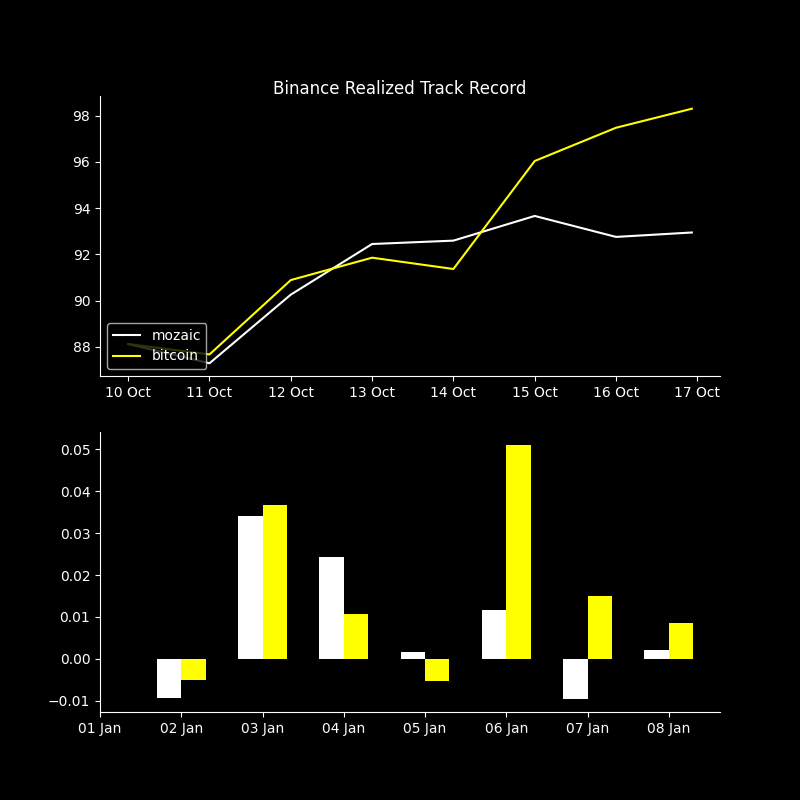 Binance Realized Track Record
98
96
94
92
90
88
mozaic
bitcoin
10 Oct 11 Oct 12 Oct 13 Oct 14 Oct 15 Oct 16 Oct 17 Oct
0.05
0.04
0.03
0.02
0.01
0.00
−0.01
01 Jan 02 Jan 03 Jan 04 Jan 05 Jan 06 Jan 07 Jan 08 Jan